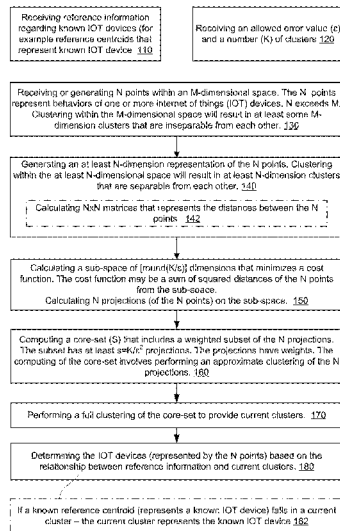 Receiving reference information
regarding known IOT devices (for
example reference centroids that
represent known IOT device 110
Receiving an allowed error value (ε)
and a number (K) of clusters 120
Receiving or generating N points within an M-dimensional space. The N points
represent behaviors of one or more internet of things (IOT) devices. N exceeds M.
Clustering within the M-dimensional space will result in at least some M-
dimension clusters that are inseparable from each other. 130
Generating an at least N-dimension representation of the N points. Clustering
within the at least N-dimensional space will result in at least N-dimension clusters
that are separable from each other. 140
Calculating NxN matrices that represents the distances between the N
points 142
Calculating a sub-space of [round(K/ε)] dimensions that minimizes a cost
function. The cost function may be a sum of squared distances of the N points
from the sub-space.
Calculating N projections (of the N points) on the sub-space. 150
Computing a core-set (S) that includes a weighted subset of the N projections.
The subset has at least s=K/ε² projections. The projections have weights. The
computing of the core-set involves performing an approximate clustering of the N
projections. 160
Performing a full clustering of the core-set to provide current clusters. 170
Determining the IOT devices (represented by the N points) based on the
relationship between reference information and current clusters. 180
If a known reference centroid (represents a known IOT device) falls in a current
cluster – the current cluster represents the known IOT device 182